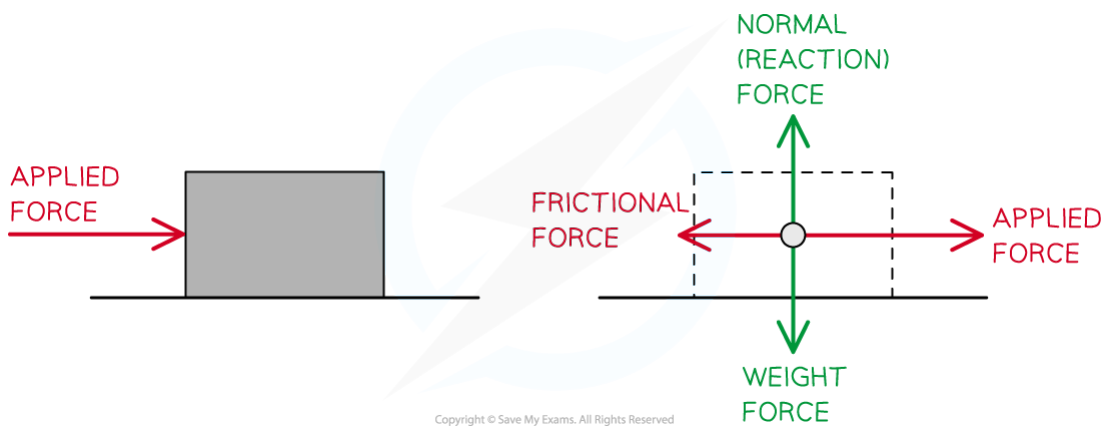 APPLIED
FORCE
NORMAL
(REACTION)
FORCE
FRICTIONAL
FORCE
APPLIED
FORCE
WEIGHT
FORCE
Copyright © Save My Exams. All Rights Reserved